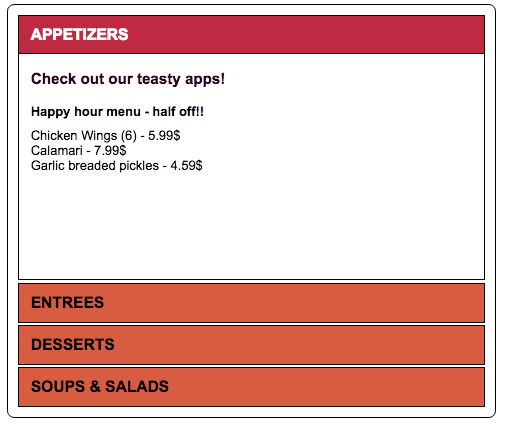 APPETIZERS
Check out our teasty apps!
Happy hour menu - half off!!
Chicken Wings (6) - 5.99$
Calamari - 7.99$
Garlic breaded pickles - 4.59$
ENTREES
DESSERTS
SOUPS & SALADS